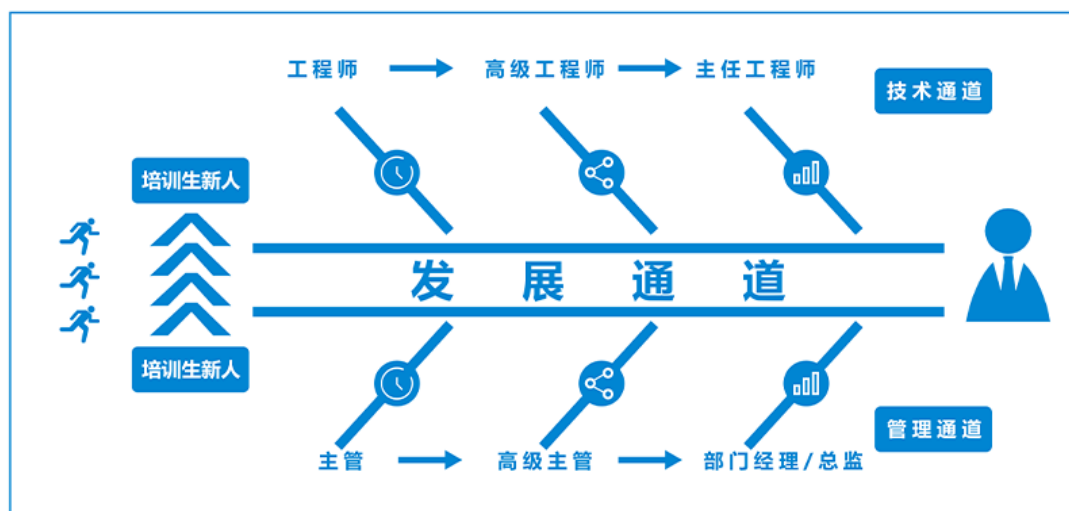 工程师 高级工程师 主任工程师
技术通道
培训生新人
发展通道
培训生新人
管理通道
主管 高级主管 部门经理/总监